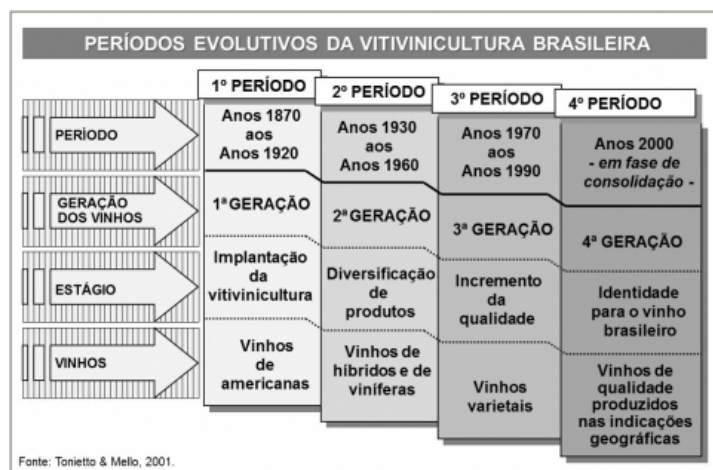 PERÍODOS EVOLUTIVOS DA VITIVINICULTURA BRASILEIRA
1º PERÍODO
2º PERÍODO
3º PERÍODO
4º PERÍODO
PERÍODO
Anos 1870
aos
Anos 1920
Anos 1930
aos
Anos 1960
Anos 1970
aos
Anos 1990
Anos 2000
- em fase de
consolidação -
GERAÇÃO
DOS VINHOS
1ª GERAÇÃO
2ª GERAÇÃO
3ª GERAÇÃO
4ª GERAÇÃO
ESTÁGIO
Implantação
da
vitivinicultura
Diversificação
de
produtos
Incremento
da
qualidade
Identidade
para o vinho
brasileiro
VINHOS
Vinhos
de
americanas
Vinhos de
híbridos e de
viníferas
Vinhos
varietais
Vinhos de
qualidade
produzidos
nas indicações
geográficas
Fonte: Tonietto & Mello, 2001.